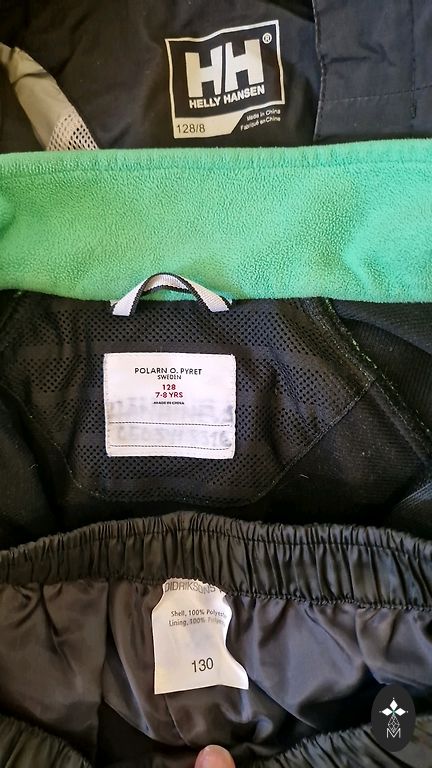 HH®
HELLY HANSEN
128/8
Made in China
Fabriqué en Chine
POLARN O. PYRET
SWEDEN
128
7-8 YRS
MADE IN CHINA
DIDRIKSONS
Shell, 100% Polyester
Lining, 100% Polyester
130
M